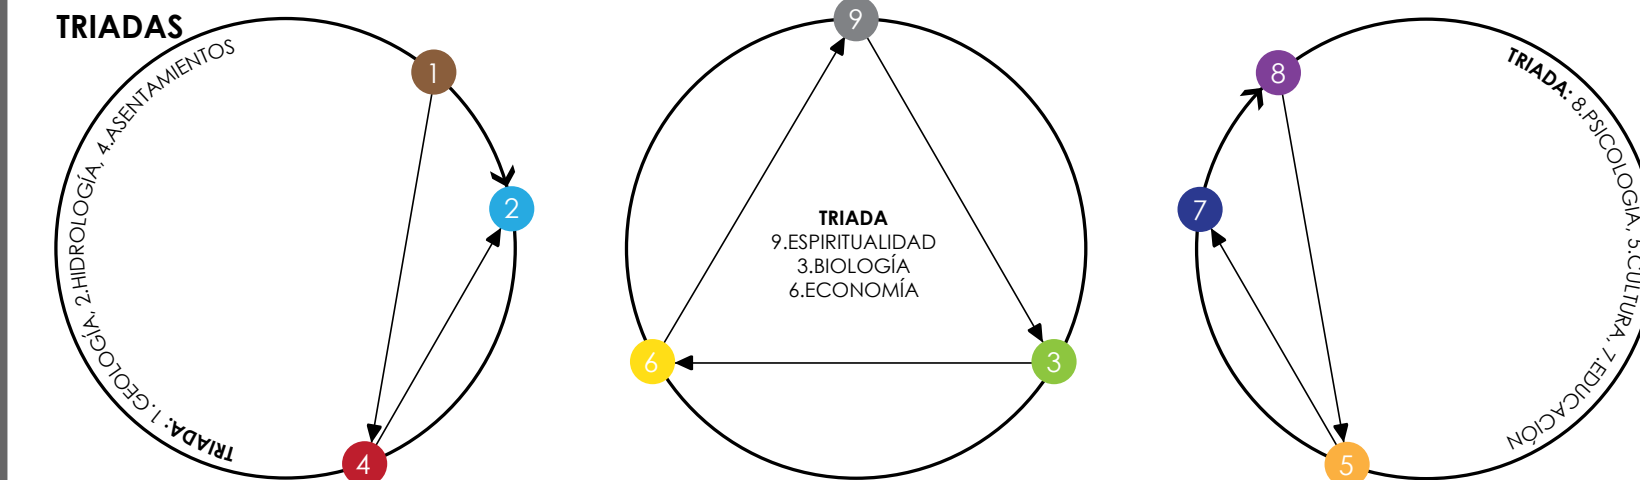 TRIADAS
TRIADA: 1.GEOLOGÍA, 2.HIDROLOGÍA, 4.ASENTAMIENTOS
1
2
4
9
TRIADA
9.ESPIRITUALIDAD
3.BIOLOGÍA
6.ECONOMÍA
6
3
8
7
5
TRIADA: 8.PSICOLOGIA, 5.CULTURA, 7.EDUCACIÓN